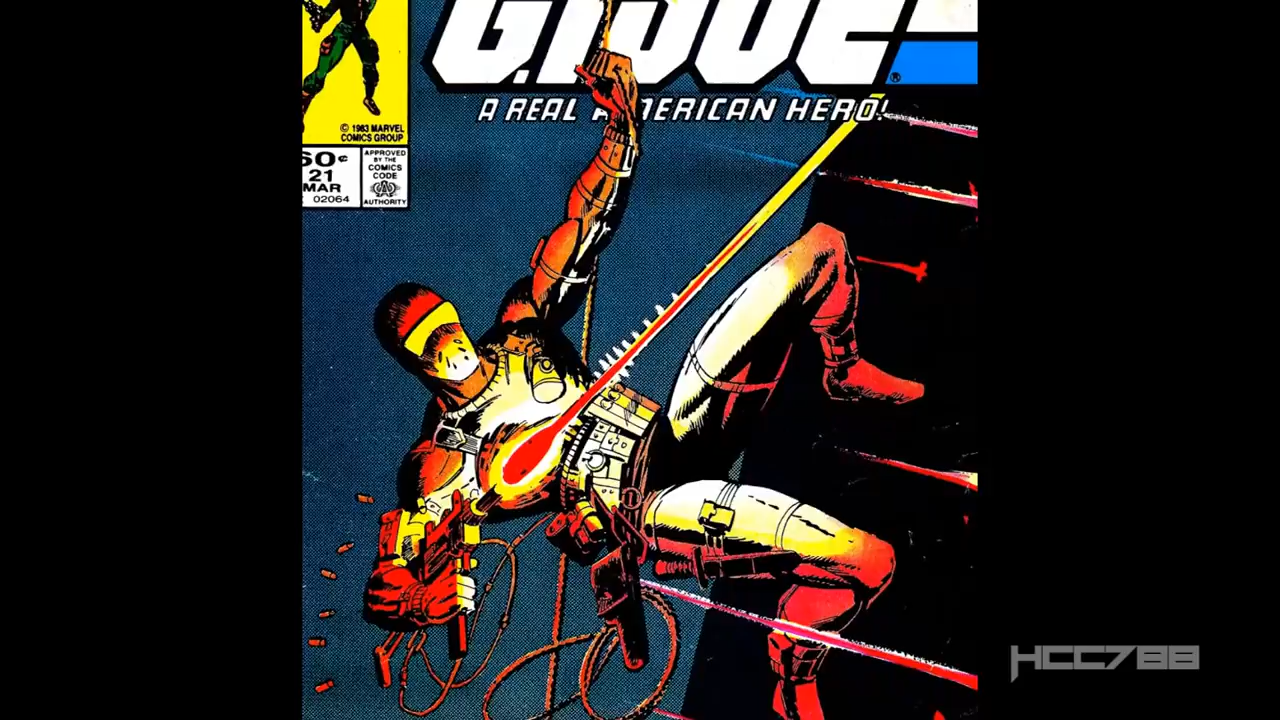 G.I.JOE
®
A REAL AMERICAN HERO!
© 1983 MARVEL
COMICS GROUP
60¢
21
MAR
02064
APPROVED
BY THE
COMICS
CODE
CA
AUTHORITY
HCC788